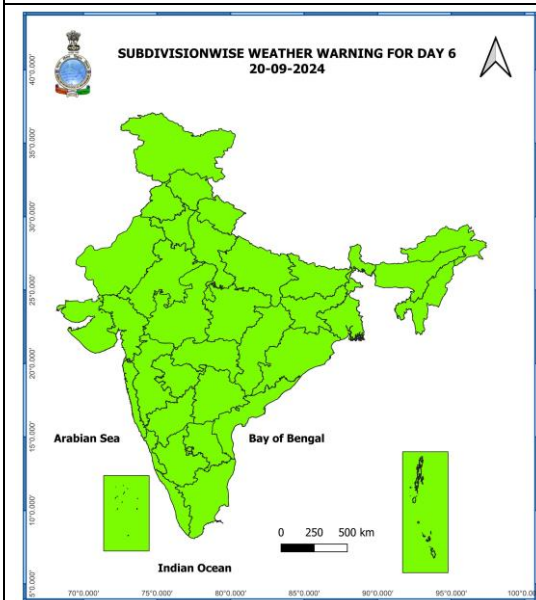 SUBDIVISIONWISE WEATHER WARNING FOR DAY 6
20-09-2024
40°0.000'
35°0.000'
30°0.000'
25°0.000'
20°0.000'
15°0.000'
10°0.000'
5°0.000'
Arabian Sea
Bay of Bengal
0 250 500 km
Indian Ocean
70°0.000' 75°0.000' 80°0.000' 85°0.000' 90°0.000' 95°0.000' 100°0.0